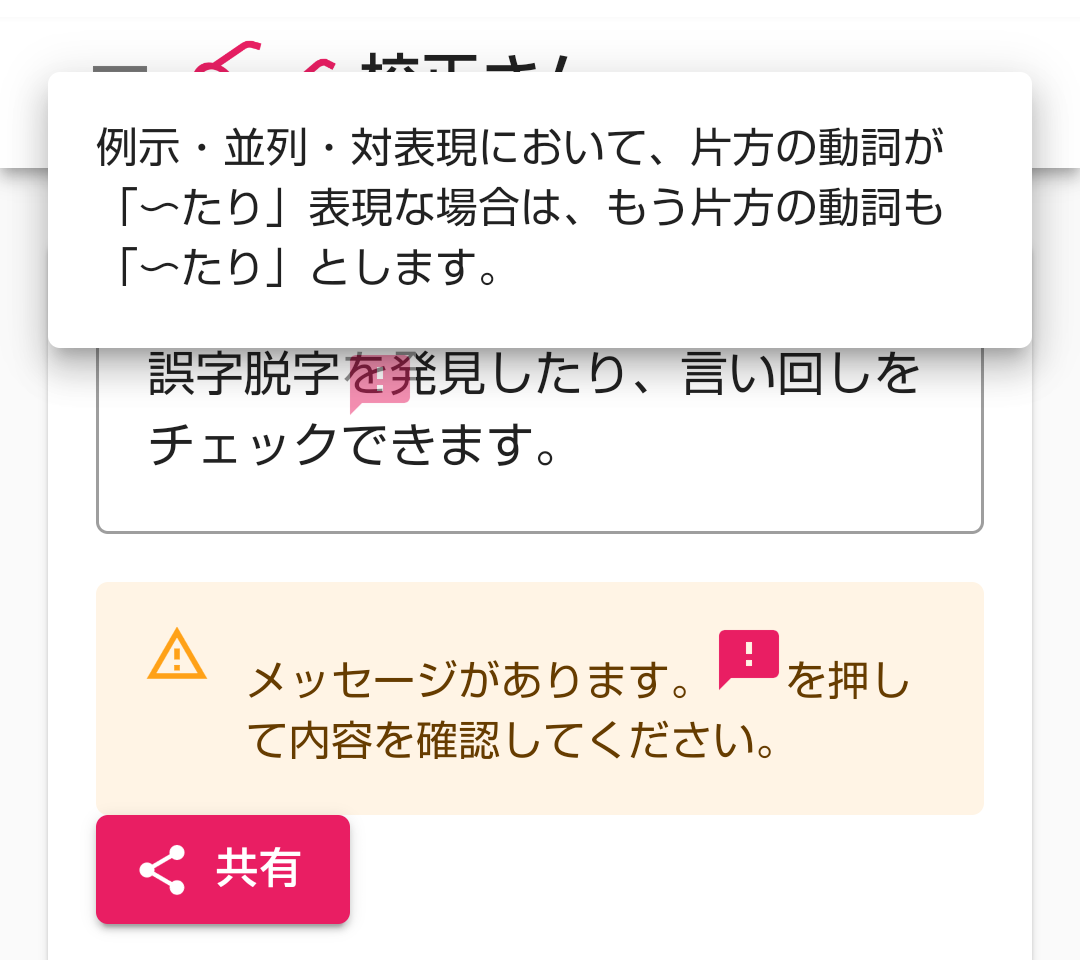 校正さん
例示・並列・対表現において、片方の動詞が
「〜たり」表現な場合は、もう片方の動詞も
「〜たり」とします。
誤字脱字を発見したり、言い回しを
チェックできます。
メッセージがあります。を押し
て内容を確認してください。
共有